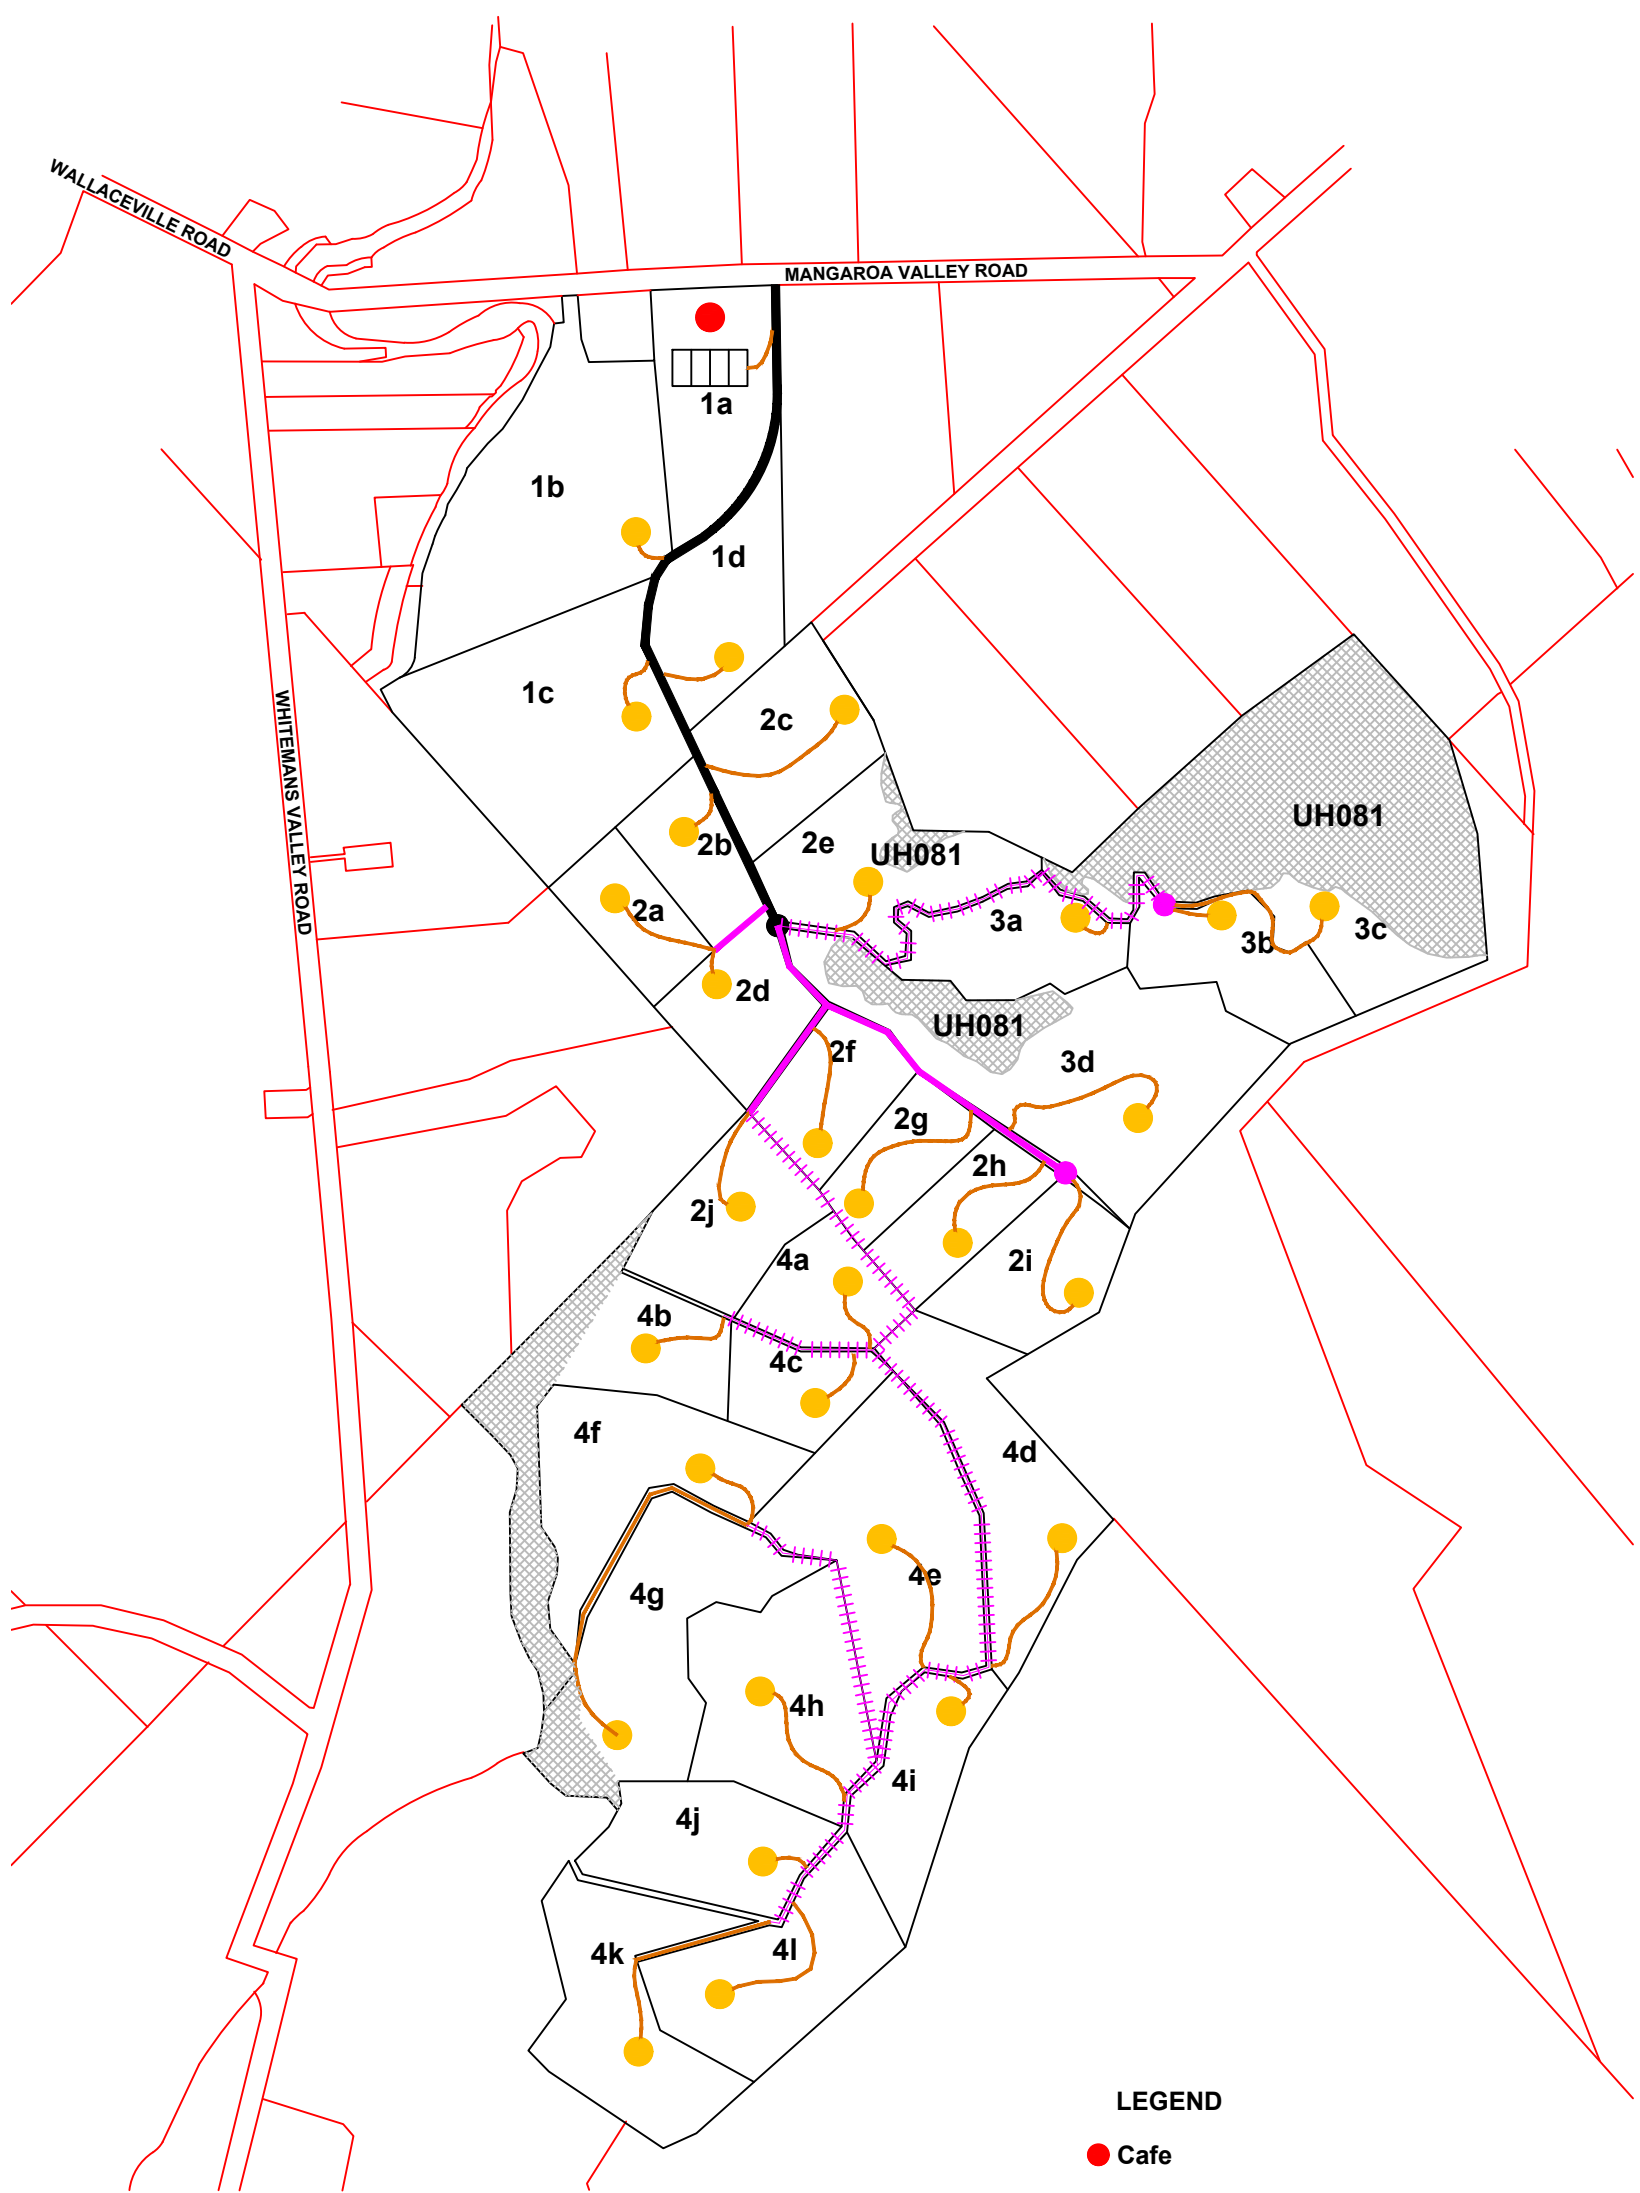 WALLACEVILLE ROAD
MANGAROA VALLEY ROAD
1a
1b
1d
1c
2c
WHITEMANS VALLEY ROAD
UH081
2b
2e
UH081
2a
3a
3b
3c
2d
UH081
2f
3d
2g
2h
2j
4a
2i
4b
4c
4f
4d
4e
4g
4h
4i
4j
4k
4l
LEGEND
Cafe